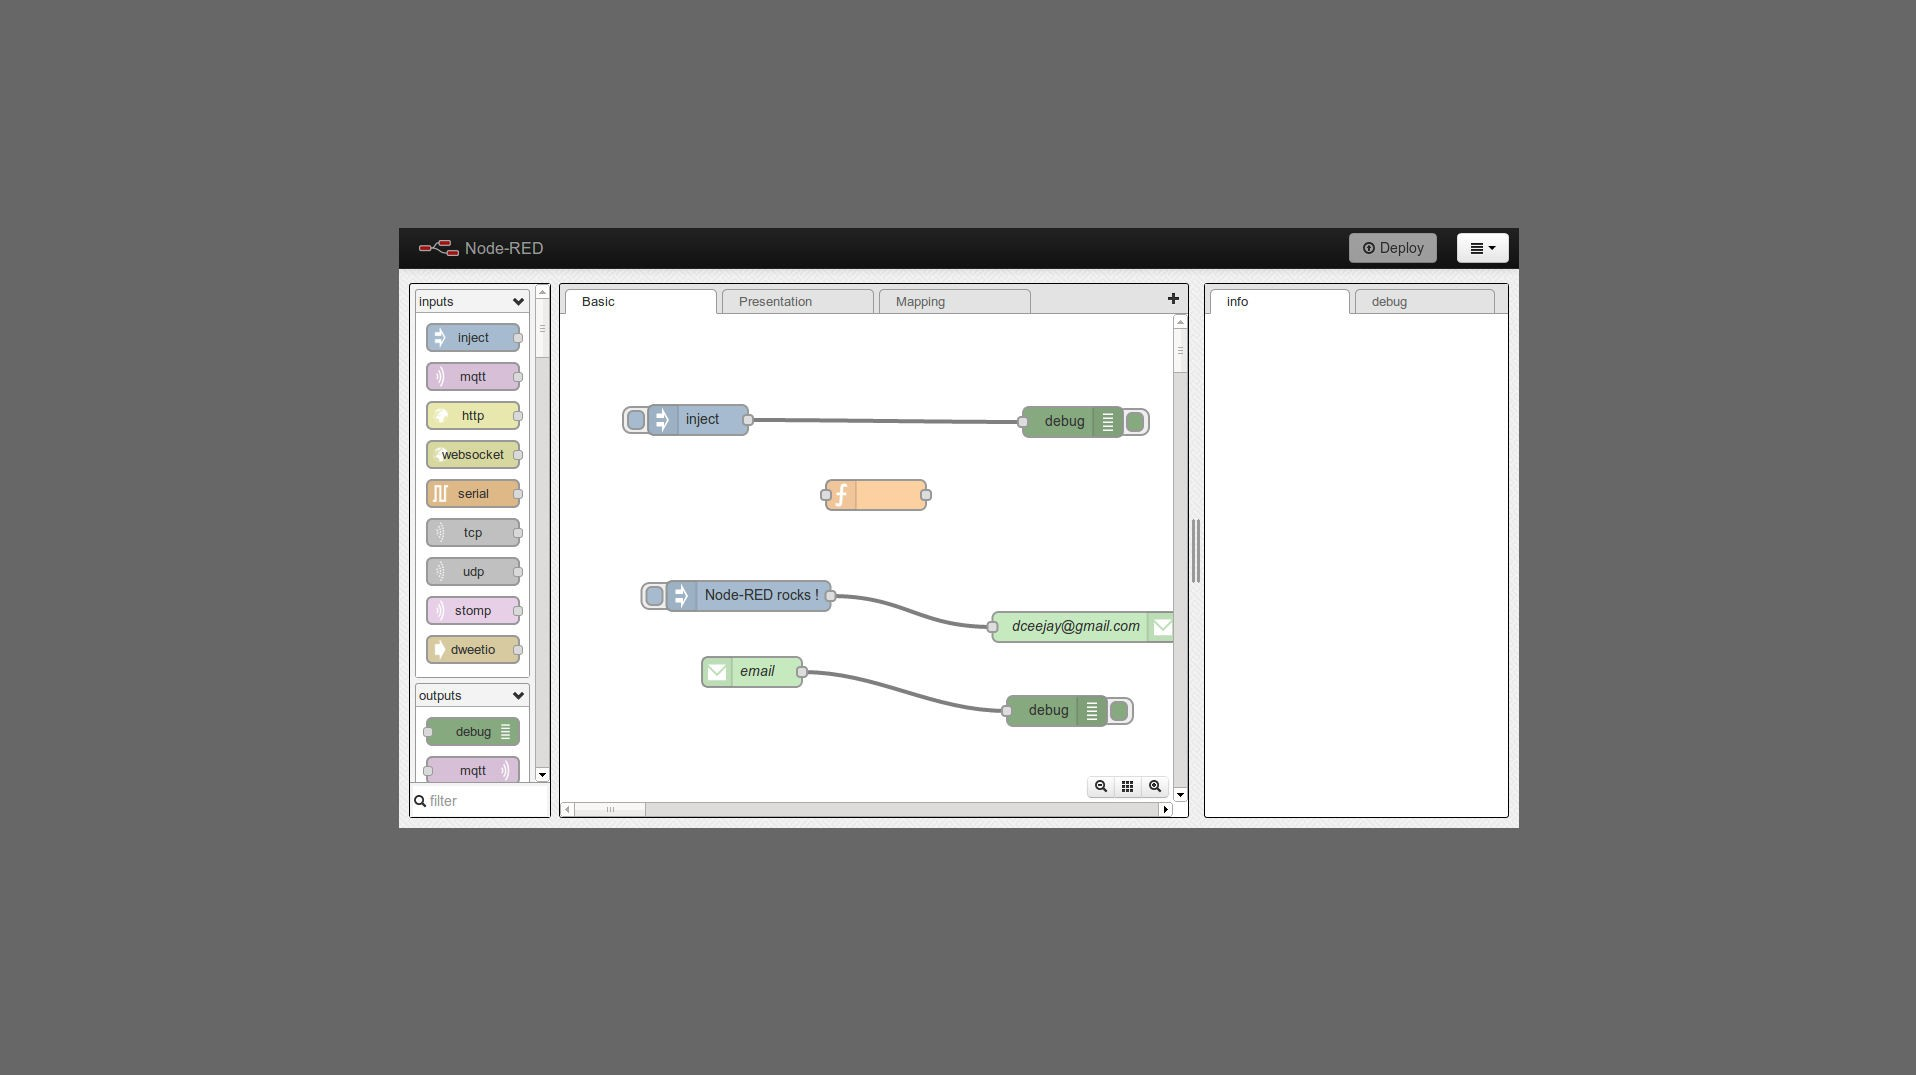 Node-RED
Deploy
inputs
inject
mqtt
http
websocket
serial
tcp
udp
stomp
dweetio
outputs
debug
mqtt
filter
Basic
Presentation
Mapping
inject
debug
Node-RED rocks !
dceejay@gmail.com
email
debug
info
debug